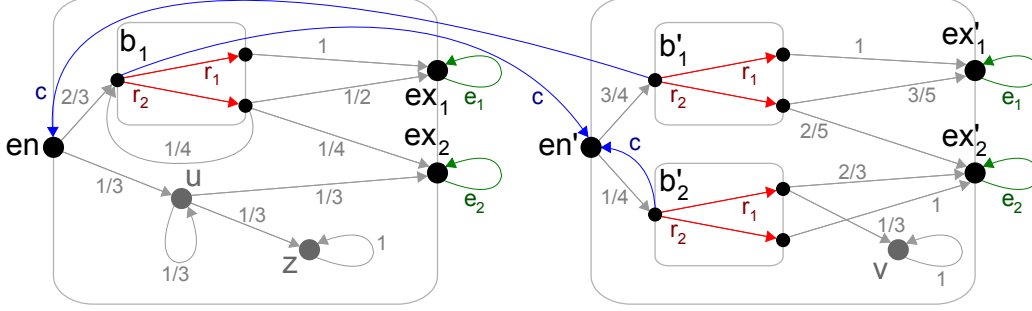 b₁
b'₁
ex'₁
r₁
1
r₁
1
e₁
c
2/3
r₂
1/2
ex₁
e₁
c
3/4
r₂
3/5
en
1/4
1/4
ex₂
en'
c
2/5
ex'₂
1/3
u
1/3
e₂
1/4
b'₂
r₁
2/3
e₂
1/3
z
1
r₂
1/3
1
1/3
v
1